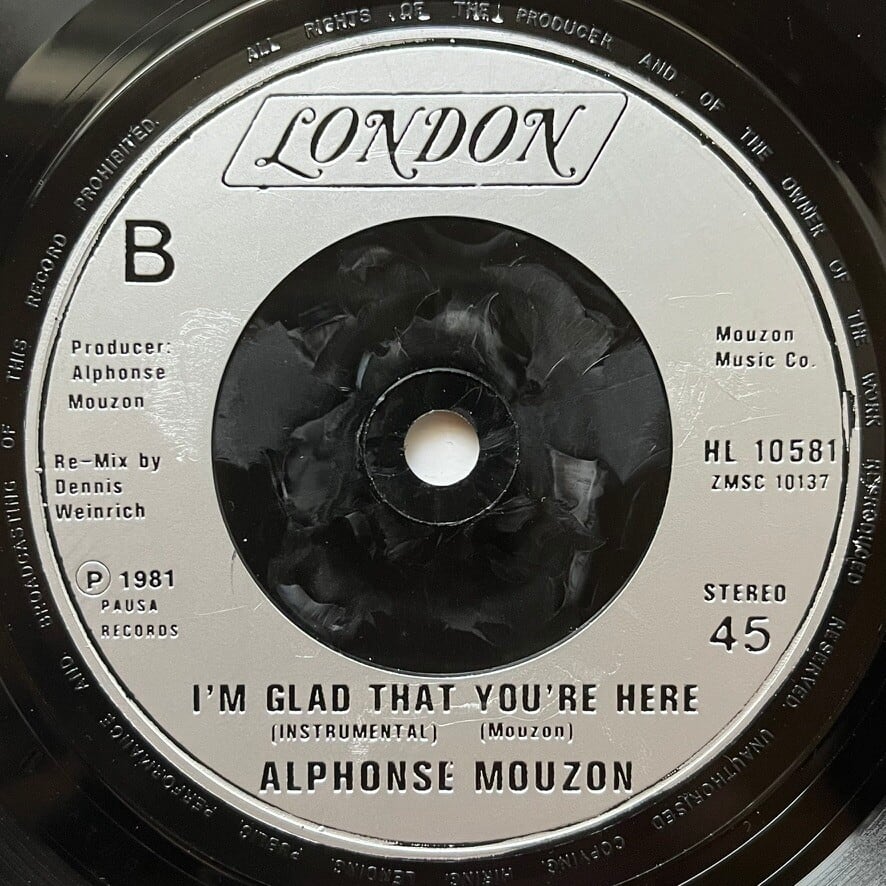 ALL RIGHTS OF THE PRODUCER AND OF THE OWNER OF THE WORK REPRODUCED RESERVED. UNAUTHORISED COPYING, HIRING, LENDING, PUBLIC PERFORMANCE AND BROADCASTING OF THIS RECORD PROHIBITED.
LONDON
B
Producer:
Alphonse
Mouzon
Re-Mix by
Dennis
Weinrich
Ⓟ 1981
PAUSA
RECORDS
Mouzon
Music Co.
HL 10581
ZMSC 10137
STEREO
45
I'M GLAD THAT YOU'RE HERE
(INSTRUMENTAL) (Mouzon)
ALPHONSE MOUZON